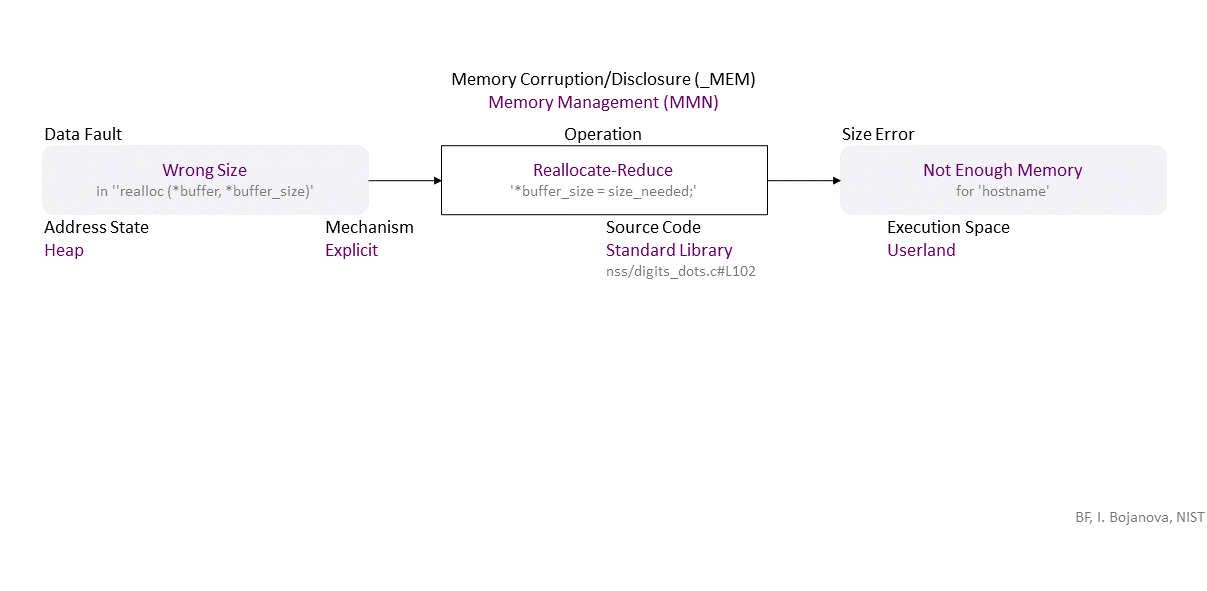 Memory Corruption/Disclosure (_MEM)
Memory Management (MMN)
Data Fault
Operation
Size Error
Wrong Size
in ''realloc (*buffer, *buffer_size)'
Reallocate-Reduce
'*buffer_size = size_needed;'
Not Enough Memory
for 'hostname'
Address State
Heap
Mechanism
Explicit
Source Code
Standard Library
nss/digits_dots.c#L102
Execution Space
Userland
BF, I. Bojanova, NIST